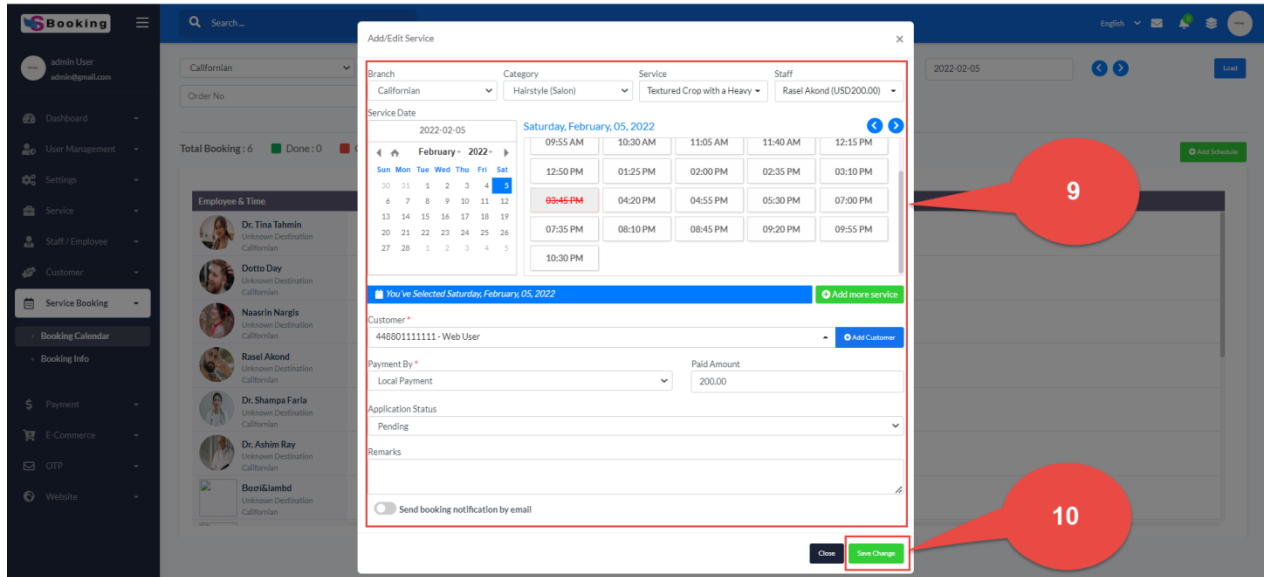 Booking
Search...
English
admin User
admin@gmail.com
Dashboard
User Management
Settings
Service
Staff / Employee
Customer
Service Booking
Booking Calendar
Booking Info
Payment
E-Commerce
OTP
Website
Californian
2022-02-05
Load
Order No
Total Booking : 6 Done : 0
Add Schedule
Employee & Time
Dr. Tina Tahmin
Unknown Destination
Californian
Dotto Day
Unknown Destination
Californian
Naasrin Nargis
Unknown Destination
Californian
Rasel Akond
Unknown Destination
Californian
Dr. Shampa Faria
Unknown Destination
Californian
Dr. Ashim Ray
Unknown Destination
Californian
Unknown Destination
Californian
Add/Edit Service ×
Branch Category Service Staff
Californian Hairstyle (Salon) Textured Crop with a Heavy Rasel Akond (USD200.00)
Service Date
2022-02-05
February 2022
Sun Mon Tue Wed Thu Fri Sat
30 31 1 2 3 4 5
6 7 8 9 10 11 12
13 14 15 16 17 18 19
20 21 22 23 24 25 26
27 28 1 2 3 4 5
Saturday, February, 05, 2022
09:55 AM 10:30 AM 11:05 AM 11:40 AM 12:15 PM
12:50 PM 01:25 PM 02:00 PM 02:35 PM 03:10 PM
03:45 PM 04:20 PM 04:55 PM 05:30 PM 07:00 PM
07:35 PM 08:10 PM 08:45 PM 09:20 PM 09:55 PM
10:30 PM
You've Selected Saturday, February, 05, 2022
Add more service
Customer *
448801111111 - Web User
Add Customer
Payment By * Paid Amount
Local Payment 200.00
Application Status
Pending
Remarks
Send booking notification by email
Close Save Change
9
10